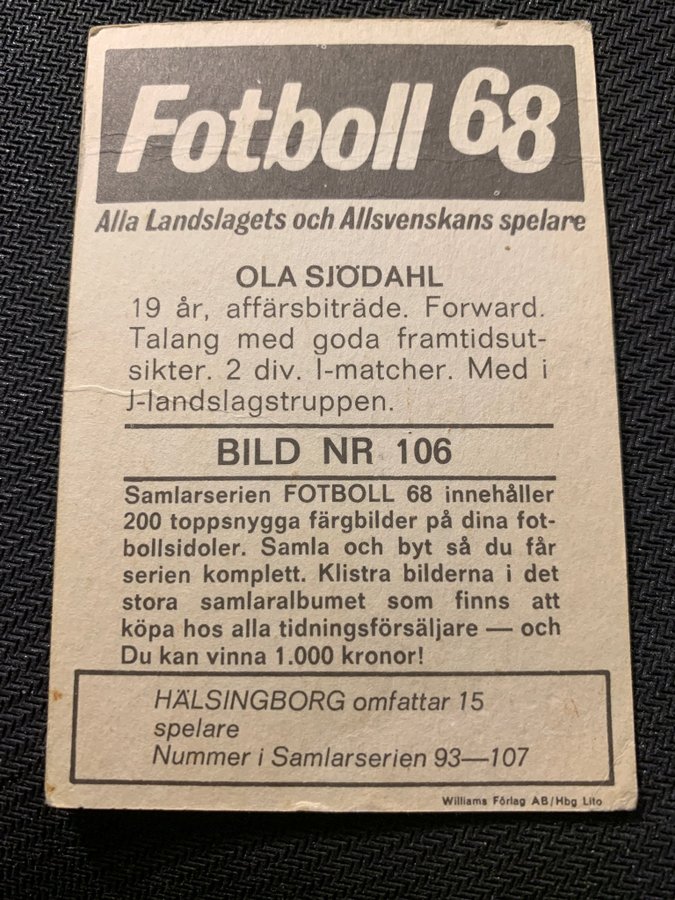 Fotboll 68
Alla Landslagets och Allsvenskans spelare
OLA SJÖDAHL
19 år, affärsbiträde. Forward.
Talang med goda framtidsut-
sikter. 2 div. I-matcher. Med i
J-landslagstruppen.
BILD NR 106
Samlarserien FOTBOLL 68 innehåller
200 toppsnygga färgbilder på dina fot-
bollsidoler. Samla och byt så du får
serien komplett. Klistra bilderna i det
stora samlaralbumet som finns att
köpa hos alla tidningsförsäljare — och
Du kan vinna 1.000 kronor!
HÄLSINGBORG omfattar 15
spelare
Nummer i Samlarserien 93—107
Williams Förlag AB/Hbg Lito